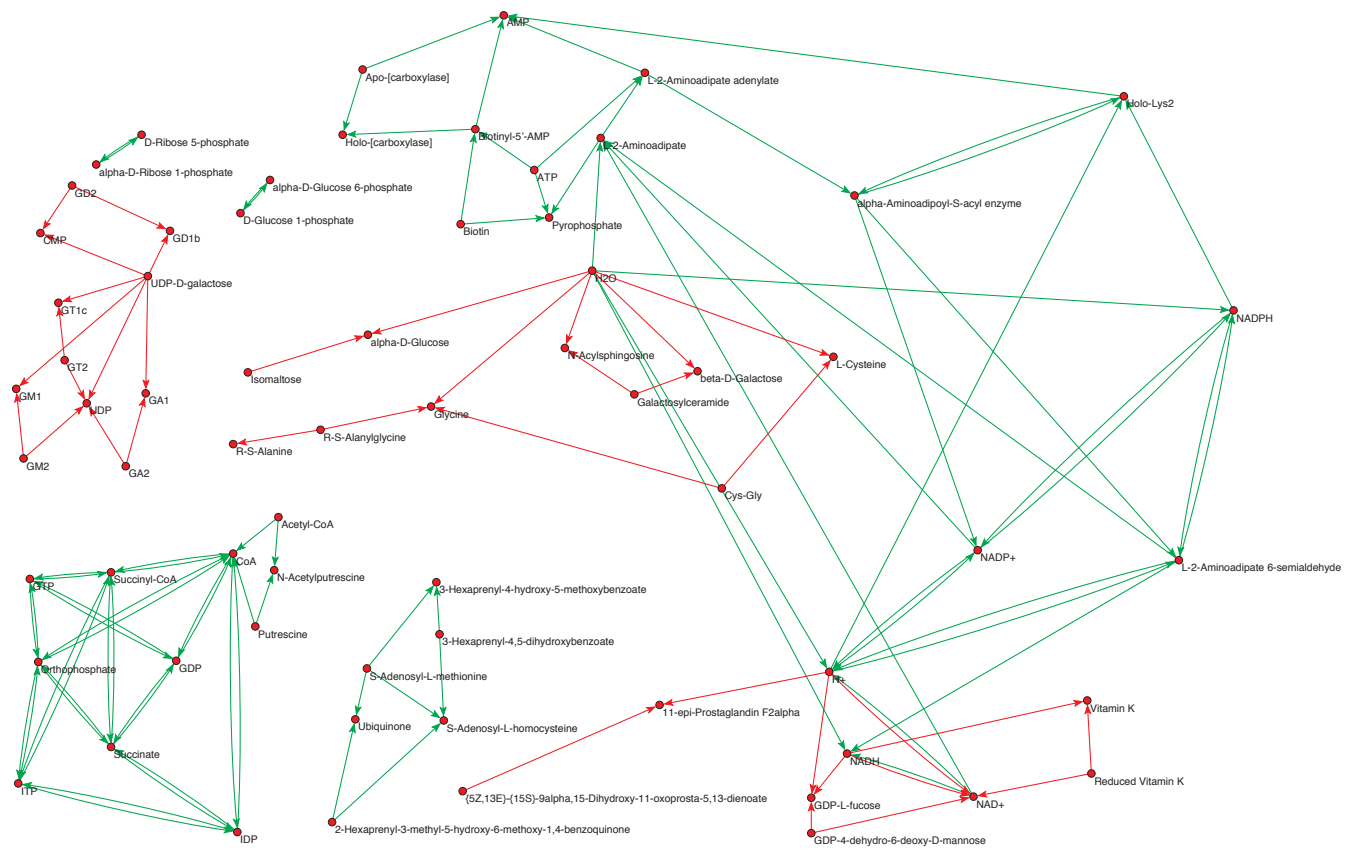 AMP
Apo-[carboxylase]
L-2-Aminoadipate adenylate
Holo-Lys2
D-Ribose 5-phosphate
Holo-[carboxylase]
Biotinyl-5'-AMP
L-2-Aminoadipate
alpha-D-Ribose 1-phosphate
ATP
GD2
alpha-D-Glucose 6-phosphate
alpha-Aminoadipoyl-S-acyl enzyme
D-Glucose 1-phosphate
Biotin
Pyrophosphate
CMP
GD1b
UDP-D-galactose
H2O
GT1c
NADPH
alpha-D-Glucose
N-Acylsphingosine
L-Cysteine
GT2
Isomaltose
beta-D-Galactose
GM1
UDP
GA1
Galactosylceramide
Glycine
R-S-Alanylglycine
R-S-Alanine
GM2
GA2
Cys-Gly
Acetyl-CoA
CoA
NADP+
L-2-Aminoadipate 6-semialdehyde
GTP
Succinyl-CoA
N-Acetylputrescine
3-Hexaprenyl-4-hydroxy-5-methoxybenzoate
Putrescine
3-Hexaprenyl-4,5-dihydroxybenzoate
Orthophosphate
GDP
S-Adenosyl-L-methionine
H+
11-epi-Prostaglandin F2alpha
Vitamin K
Ubiquinone
S-Adenosyl-L-homocysteine
Succinate
NADH
Reduced Vitamin K
ITP
{5Z,13E}-{15S}-9alpha,15-Dihydroxy-11-oxoprosta-5,13-dienoate
GDP-L-fucose
NAD+
IDP
2-Hexaprenyl-3-methyl-5-hydroxy-6-methoxy-1,4-benzoquinone
GDP-4-dehydro-6-deoxy-D-mannose